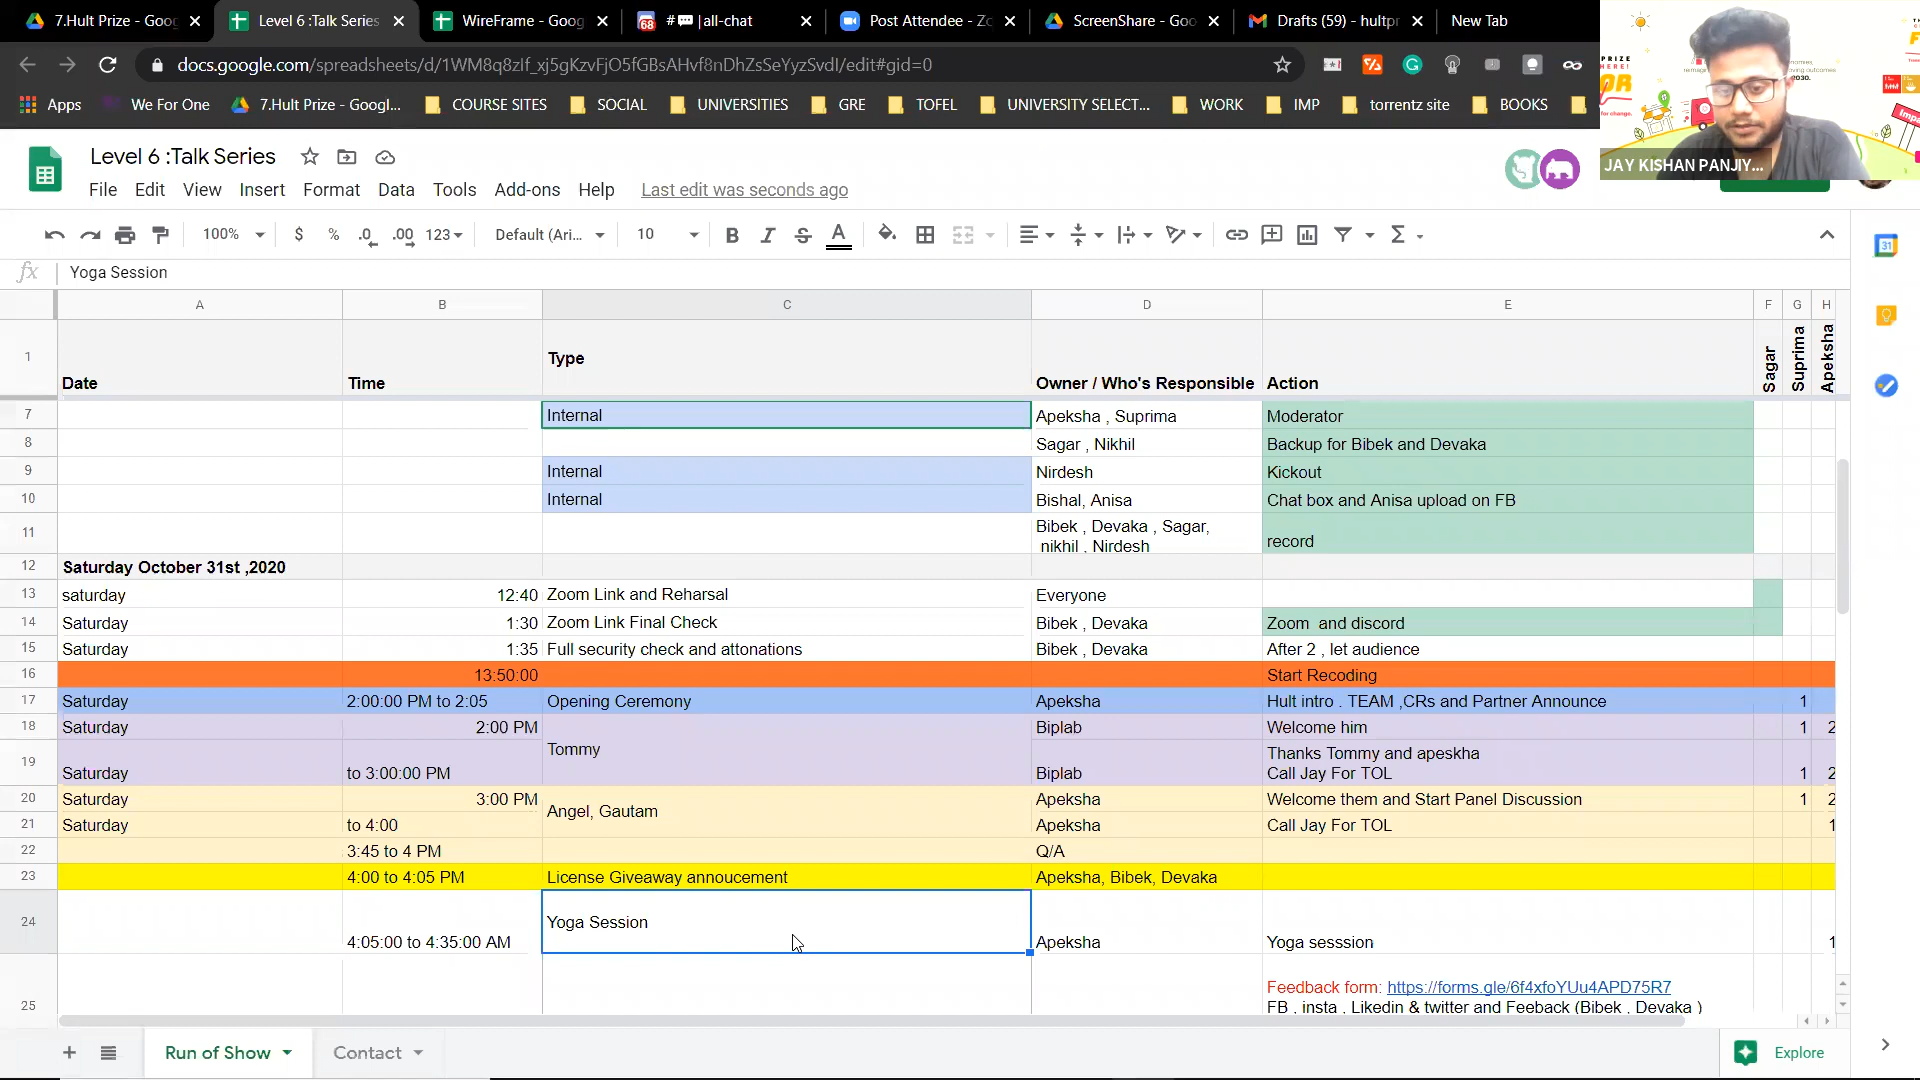 7.Hult Prize - Goog
Level 6 :Talk Series
WireFrame - Goog
68
# |all-chat
Post Attendee - Zo
ScreenShare - Goo
Drafts (59) - hultpr
New Tab
docs.google.com/spreadsheets/d/1WM8q8zlf_xj5gKzvFjO5fGBsAHvf8nDhZsSeYyzSvdI/edit#gid=0
Apps
We For One
7.Hult Prize - Googl...
COURSE SITES
SOCIAL
UNIVERSITIES
GRE
TOFEL
UNIVERSITY SELECT...
WORK
IMP
torrentz site
BOOKS
JAY KISHAN PANJIY...
Level 6 :Talk Series
File Edit View Insert Format Data Tools Add-ons Help Last edit was seconds ago
100% $ % .0 .00 123 Default (Ari... 10 B I S A
fx Yoga Session
A B C D E F G H
1 Date Time Type Owner / Who's Responsible Action Sagar Suprima Apeksha
7 Internal Apeksha , Suprima Moderator
8 Sagar , Nikhil Backup for Bibek and Devaka
9 Internal Nirdesh Kickout
10 Internal Bishal, Anisa Chat box and Anisa upload on FB
11 Bibek , Devaka , Sagar,
nikhil , Nirdesh record
12 Saturday October 31st ,2020
13 saturday 12:40 Zoom Link and Reharsal Everyone
14 Saturday 1:30 Zoom Link Final Check Bibek , Devaka Zoom and discord
15 Saturday 1:35 Full security check and attonations Bibek , Devaka After 2 , let audience
16 13:50:00 Start Recoding
17 Saturday 2:00:00 PM to 2:05 Opening Ceremony Apeksha Hult intro . TEAM ,CRs and Partner Announce 1
18 Saturday 2:00 PM Tommy Biplab Welcome him 1 2
19 Saturday to 3:00:00 PM Biplab Thanks Tommy and apeskha
Call Jay For TOL 1 2
20 Saturday 3:00 PM Angel, Gautam Apeksha Welcome them and Start Panel Discussion 1 2
21 Saturday to 4:00 Apeksha Call Jay For TOL 1
22 3:45 to 4 PM Q/A
23 4:00 to 4:05 PM License Giveaway annoucement Apeksha, Bibek, Devaka
24 4:05:00 to 4:35:00 AM Yoga Session Apeksha Yoga sesssion 1
25 Feedback form: https://forms.gle/6f4xfoYUu4APD75R7
FB , insta , Likedin & twitter and Feeback (Bibek , Devaka )
Run of Show Contact Explore
31